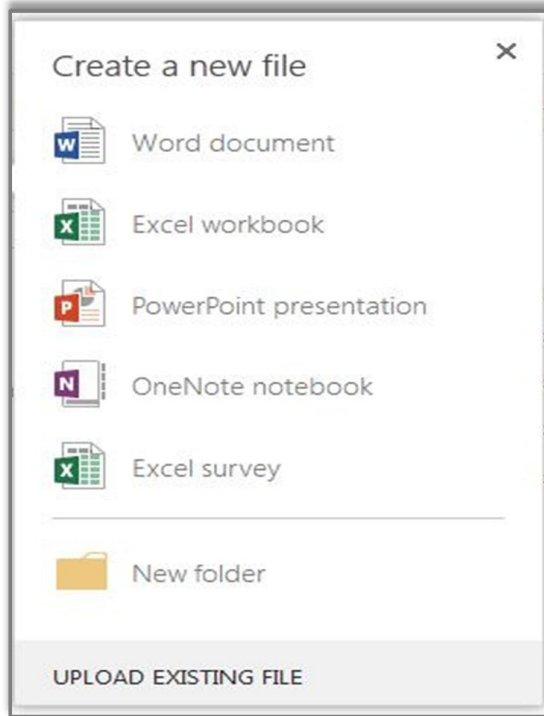 Create a new file
Word document
Excel workbook
PowerPoint presentation
OneNote notebook
Excel survey
New folder
UPLOAD EXISTING FILE